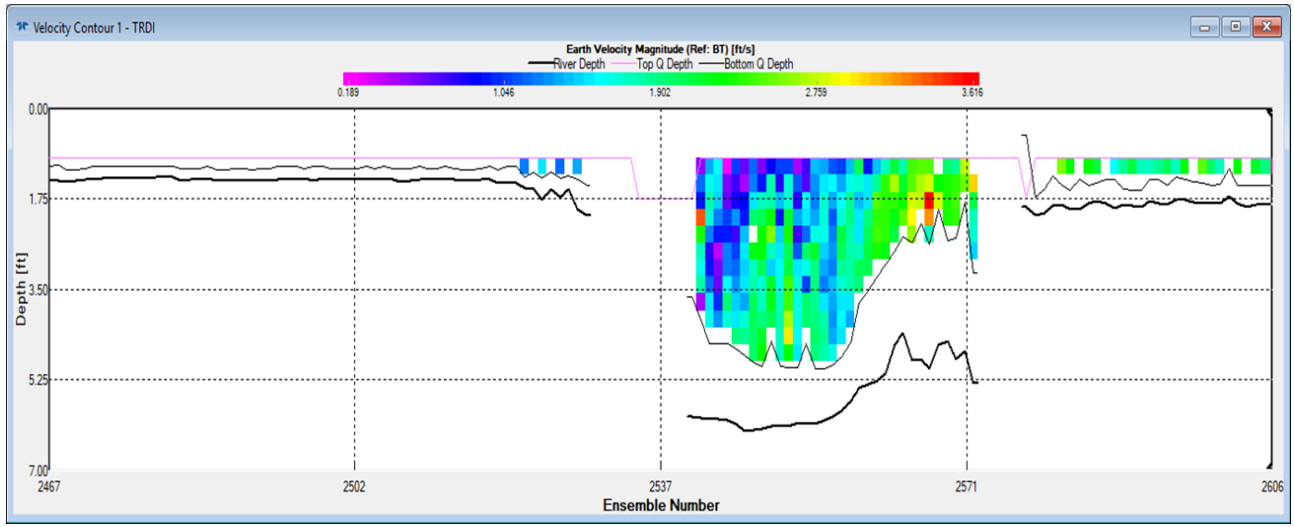 Velocity Contour 1 - TRDI
Earth Velocity Magnitude (Ref: BT) [ft/s]
River Depth Top Q Depth Bottom Q Depth
0.189 1.046 1.902 2.759 3.616
0.00
1.75
3.50
5.25
7.00
Depth [ft]
2467 2502 2537 2571 2606
Ensemble Number